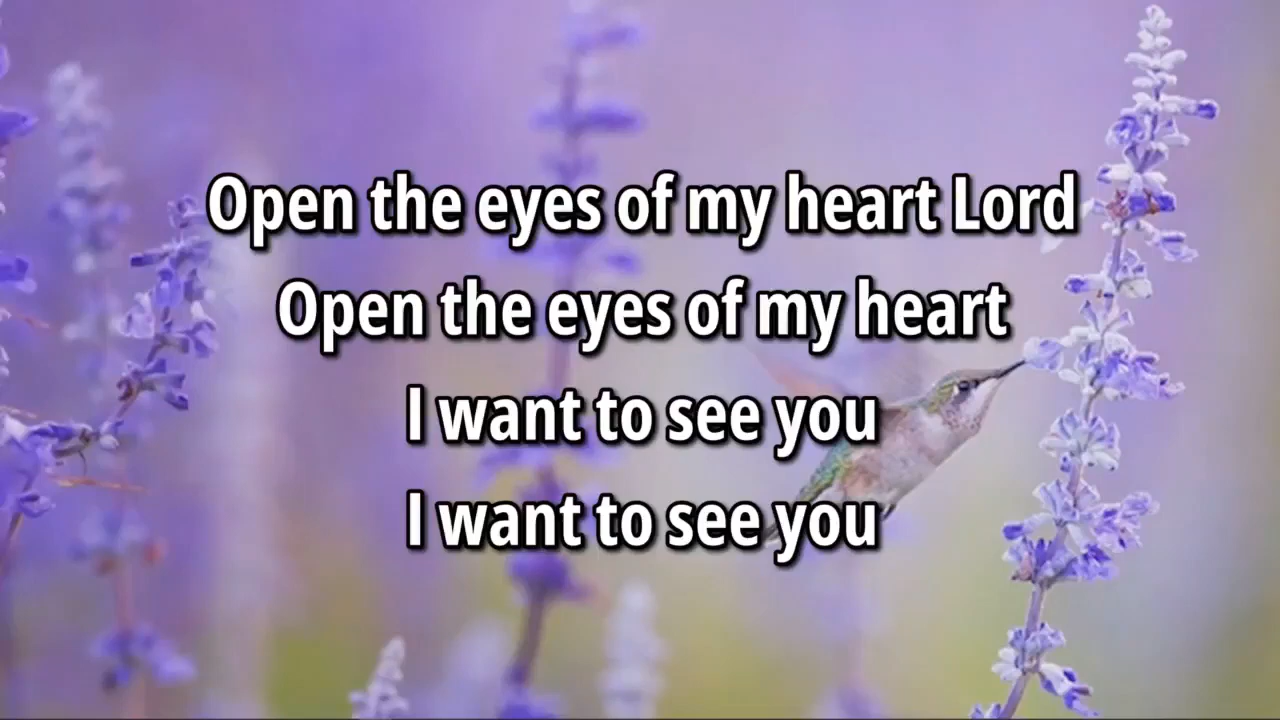 Open the eyes of my heart Lord
Open the eyes of my heart
I want to see you
I want to see you